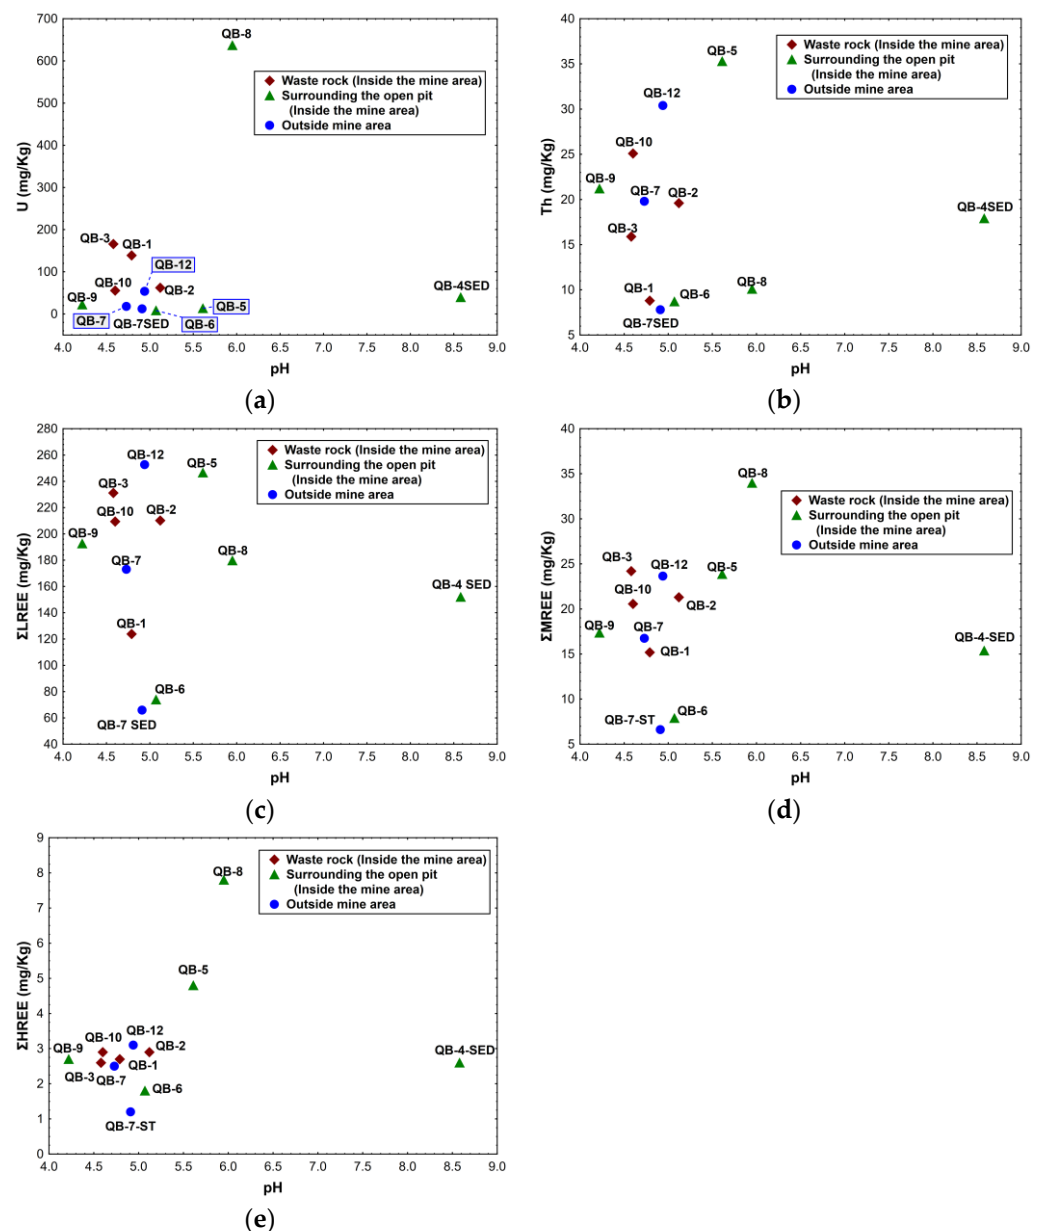 700
600
500
400
300
200
100
0
U (mg/Kg)
QB-8
Waste rock (Inside the mine area)
Surrounding the open pit
(Inside the mine area)
Outside mine area
QB-3
QB-1
QB-12
QB-10
QB-2
QB-9
QB-4SED
QB-5
QB-7
QB-7SED
QB-6
4.0 4.5 5.0 5.5 6.0 6.5 7.0 7.5 8.0 8.5 9.0
pH
(a)
40
35
30
25
20
15
10
5
Th (mg/Kg)
Waste rock (Inside the mine area)
Surrounding the open pit
(Inside the mine area)
Outside mine area
QB-5
QB-12
QB-10
QB-9
QB-7
QB-2
QB-4SED
QB-3
QB-8
QB-1
QB-6
QB-7SED
4.0 4.5 5.0 5.5 6.0 6.5 7.0 7.5 8.0 8.5 9.0
pH
(b)
280
260
240
220
200
180
160
140
120
100
80
60
40
ΣLREE (mg/Kg)
Waste rock (Inside the mine area)
Surrounding the open pit
(Inside the mine area)
Outside mine area
QB-12
QB-5
QB-3
QB-10
QB-2
QB-9
QB-8
QB-7
QB-4 SED
QB-1
QB-6
QB-7 SED
4.0 4.5 5.0 5.5 6.0 6.5 7.0 7.5 8.0 8.5 9.0
pH
(c)
40
35
30
25
20
15
10
5
ΣMREE (mg/Kg)
QB-8
Waste rock (Inside the mine area)
Surrounding the open pit
(Inside the mine area)
Outside mine area
QB-3
QB-12
QB-5
QB-10
QB-2
QB-9
QB-7
QB-1
QB-4-SED
QB-7-ST
QB-6
4.0 4.5 5.0 5.5 6.0 6.5 7.0 7.5 8.0 8.5 9.0
pH
(d)
9
8
7
6
5
4
3
2
1
0
ΣHREE (mg/Kg)
Waste rock (Inside the mine area)
Surrounding the open pit
(Inside the mine area)
Outside mine area
QB-8
QB-5
QB-12
QB-10
QB-9
QB-2
QB-4-SED
QB-1
QB-3
QB-7
QB-6
QB-7-ST
4.0 4.5 5.0 5.5 6.0 6.5 7.0 7.5 8.0 8.5 9.0
pH
(e)